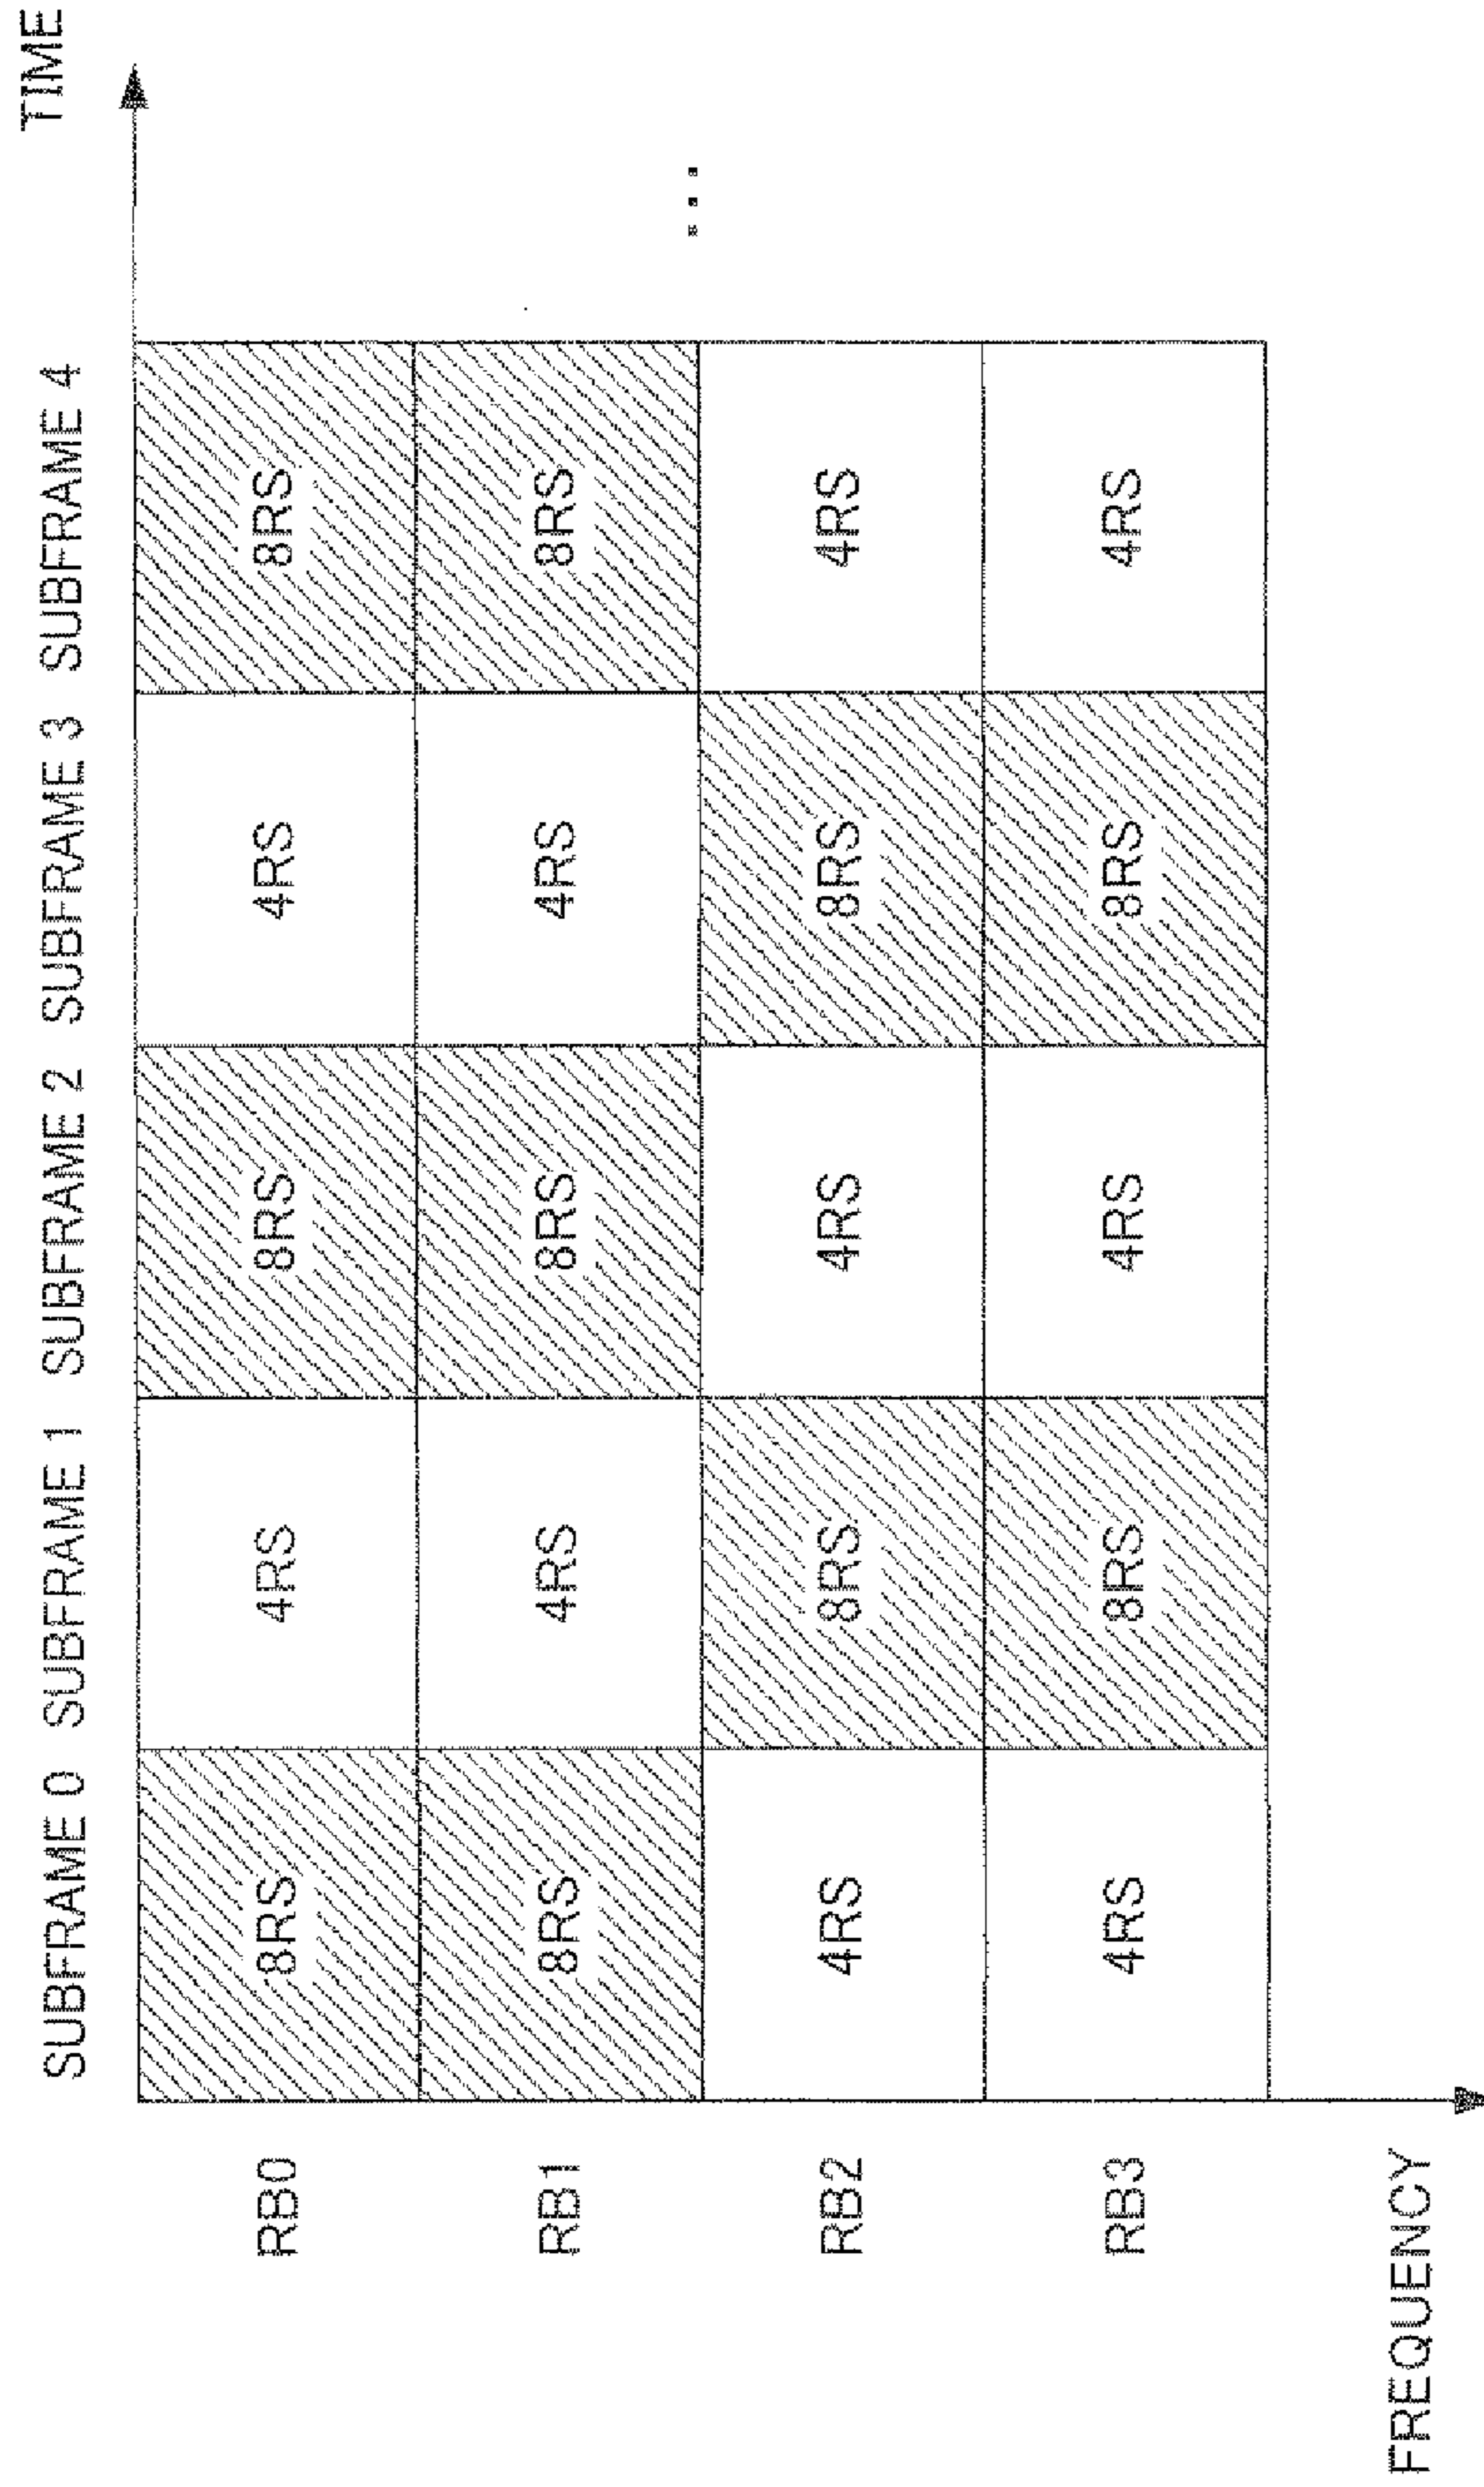 TIME
SUBFRAME 0 SUBFRAME 1 SUBFRAME 2 SUBFRAME 3 SUBFRAME 4
RB0 8RS 4RS 8RS 4RS 8RS
RB1 8RS 4RS 8RS 4RS 8RS
...
RB2 4RS 8RS 4RS 8RS 4RS
RB3 4RS 8RS 4RS 8RS 4RS
FREQUENCY